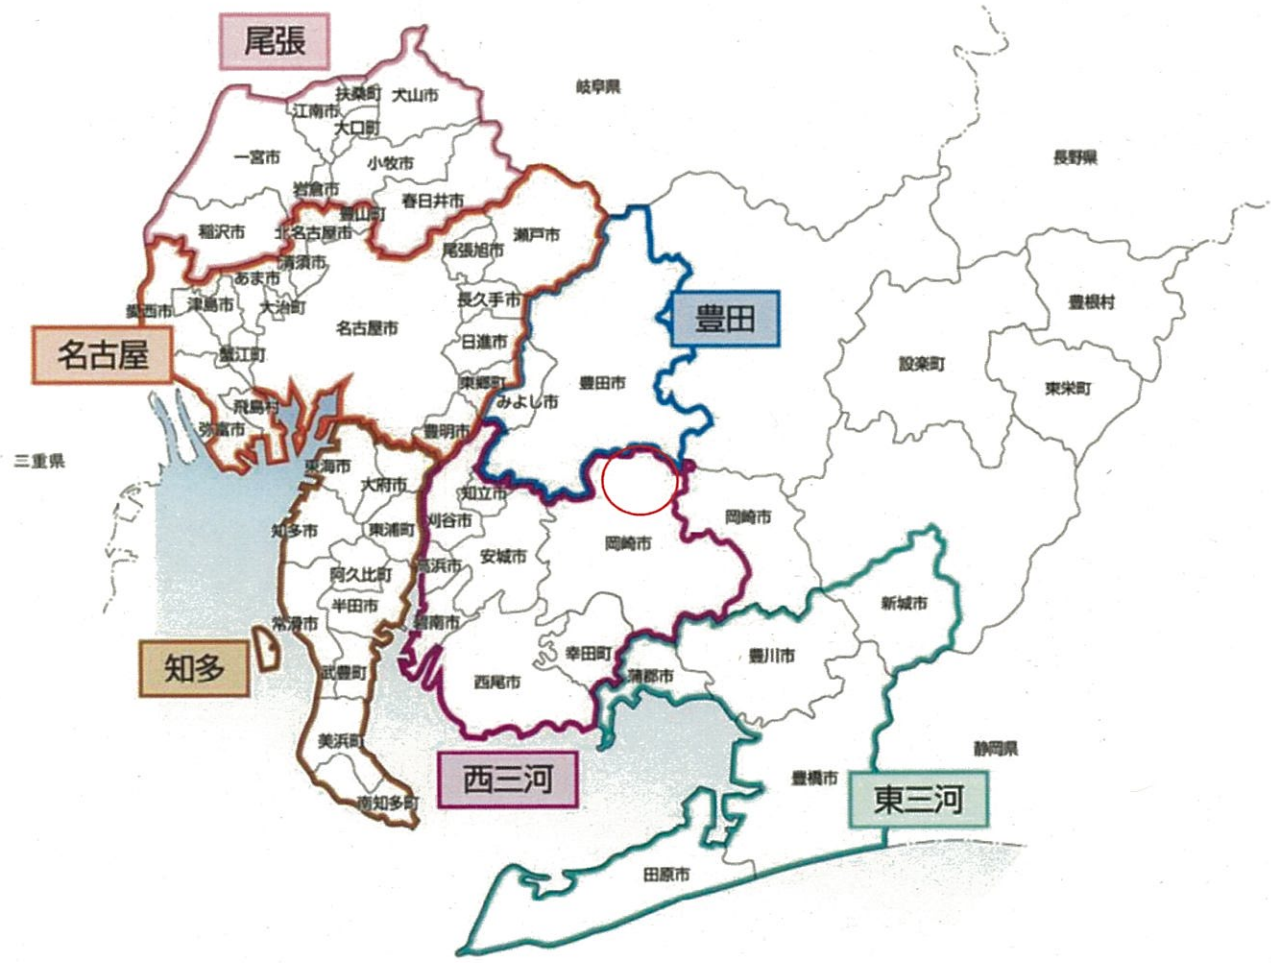 尾張
岐阜県
扶桑町
犬山市
江南市
大口町
一宮市
小牧市
長野県
岩倉市
春日井市
豊山町
稲沢市
北名古屋市
尾張旭市
瀬戸市
清須市
あま市
愛西市
津島市
大治町
長久手市
豊根村
豊田
名古屋市
日進市
名古屋
蟹江町
設楽町
東郷町
豊田市
東栄町
みよし市
飛島村
弥富市
豊明市
三重県
東海市
大府市
知立市
岡崎市
知多市
東浦町
刈谷市
岡崎市
安城市
高浜市
阿久比町
半田市
新城市
常滑市
碧南市
知多
武豊町
幸田町
豊川市
西尾市
蒲郡市
美浜町
静岡県
西三河
豊橋市
東三河
南知多町
田原市